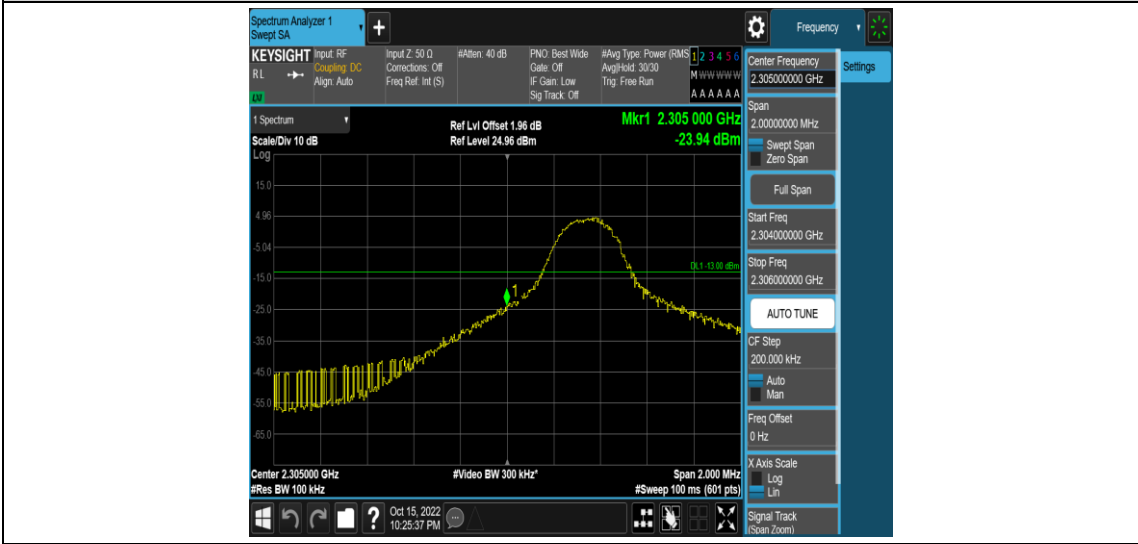 Spectrum Analyzer 1
Swept SA
+
Frequency
KEYSIGHT
RL
Input: RF
Coupling: DC
Align: Auto
Input Z: 50 Ω
Corrections: Off
Freq Ref: Int (S)
#Atten: 40 dB
PNO: Best Wide
Gate: Off
IF Gain: Low
Sig Track: Off
#Avg Type: Power (RMS
Avg|Hold: 30/30
Trig: Free Run
1 2 3 4 5 6
M W W W W W
A A A A A A
1 Spectrum
Scale/Div 10 dB
Log
Ref Lvl Offset 1.96 dB
Ref Level 24.96 dBm
Mkr1 2.305 000 GHz
-23.94 dBm
15.0
4.96
-5.04
-15.0
-25.0
-35.0
-45.0
-55.0
-65.0
DL1 -13.00 dBm
1
Center 2.305000 GHz
#Res BW 100 kHz
#Video BW 300 kHz*
Span 2.000 MHz
#Sweep 100 ms (601 pts)
?
Oct 15, 2022
10:25:37 PM
Center Frequency
2.305000000 GHz
Settings
Span
2.00000000 MHz
Swept Span
Zero Span
Full Span
Start Freq
2.304000000 GHz
Stop Freq
2.306000000 GHz
AUTO TUNE
CF Step
200.000 kHz
Auto
Man
Freq Offset
0 Hz
X Axis Scale
Log
Lin
Signal Track
(Span Zoom)